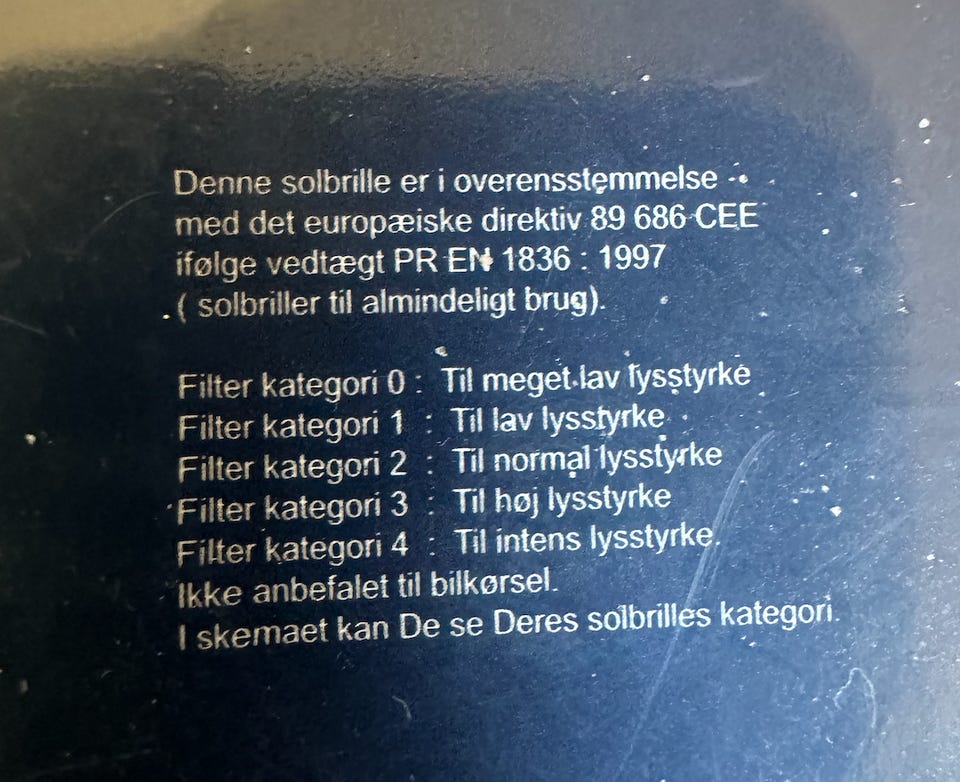 Denne solbrille er i overensstemmelse
med det europæiske direktiv 89 686 CEE
ifølge vedtægt PR EN 1836 : 1997
( solbriller til almindeligt brug).
Filter kategori 0 : Til meget lav lysstyrke
Filter kategori 1 : Til lav lysstyrke
Filter kategori 2 : Til normal lysstyrke
Filter kategori 3 : Til høj lysstyrke
Filter kategori 4 : Til intens lysstyrke.
Ikke anbefalet til bilkørsel.
I skemaet kan De se Deres solbrilles kategori.